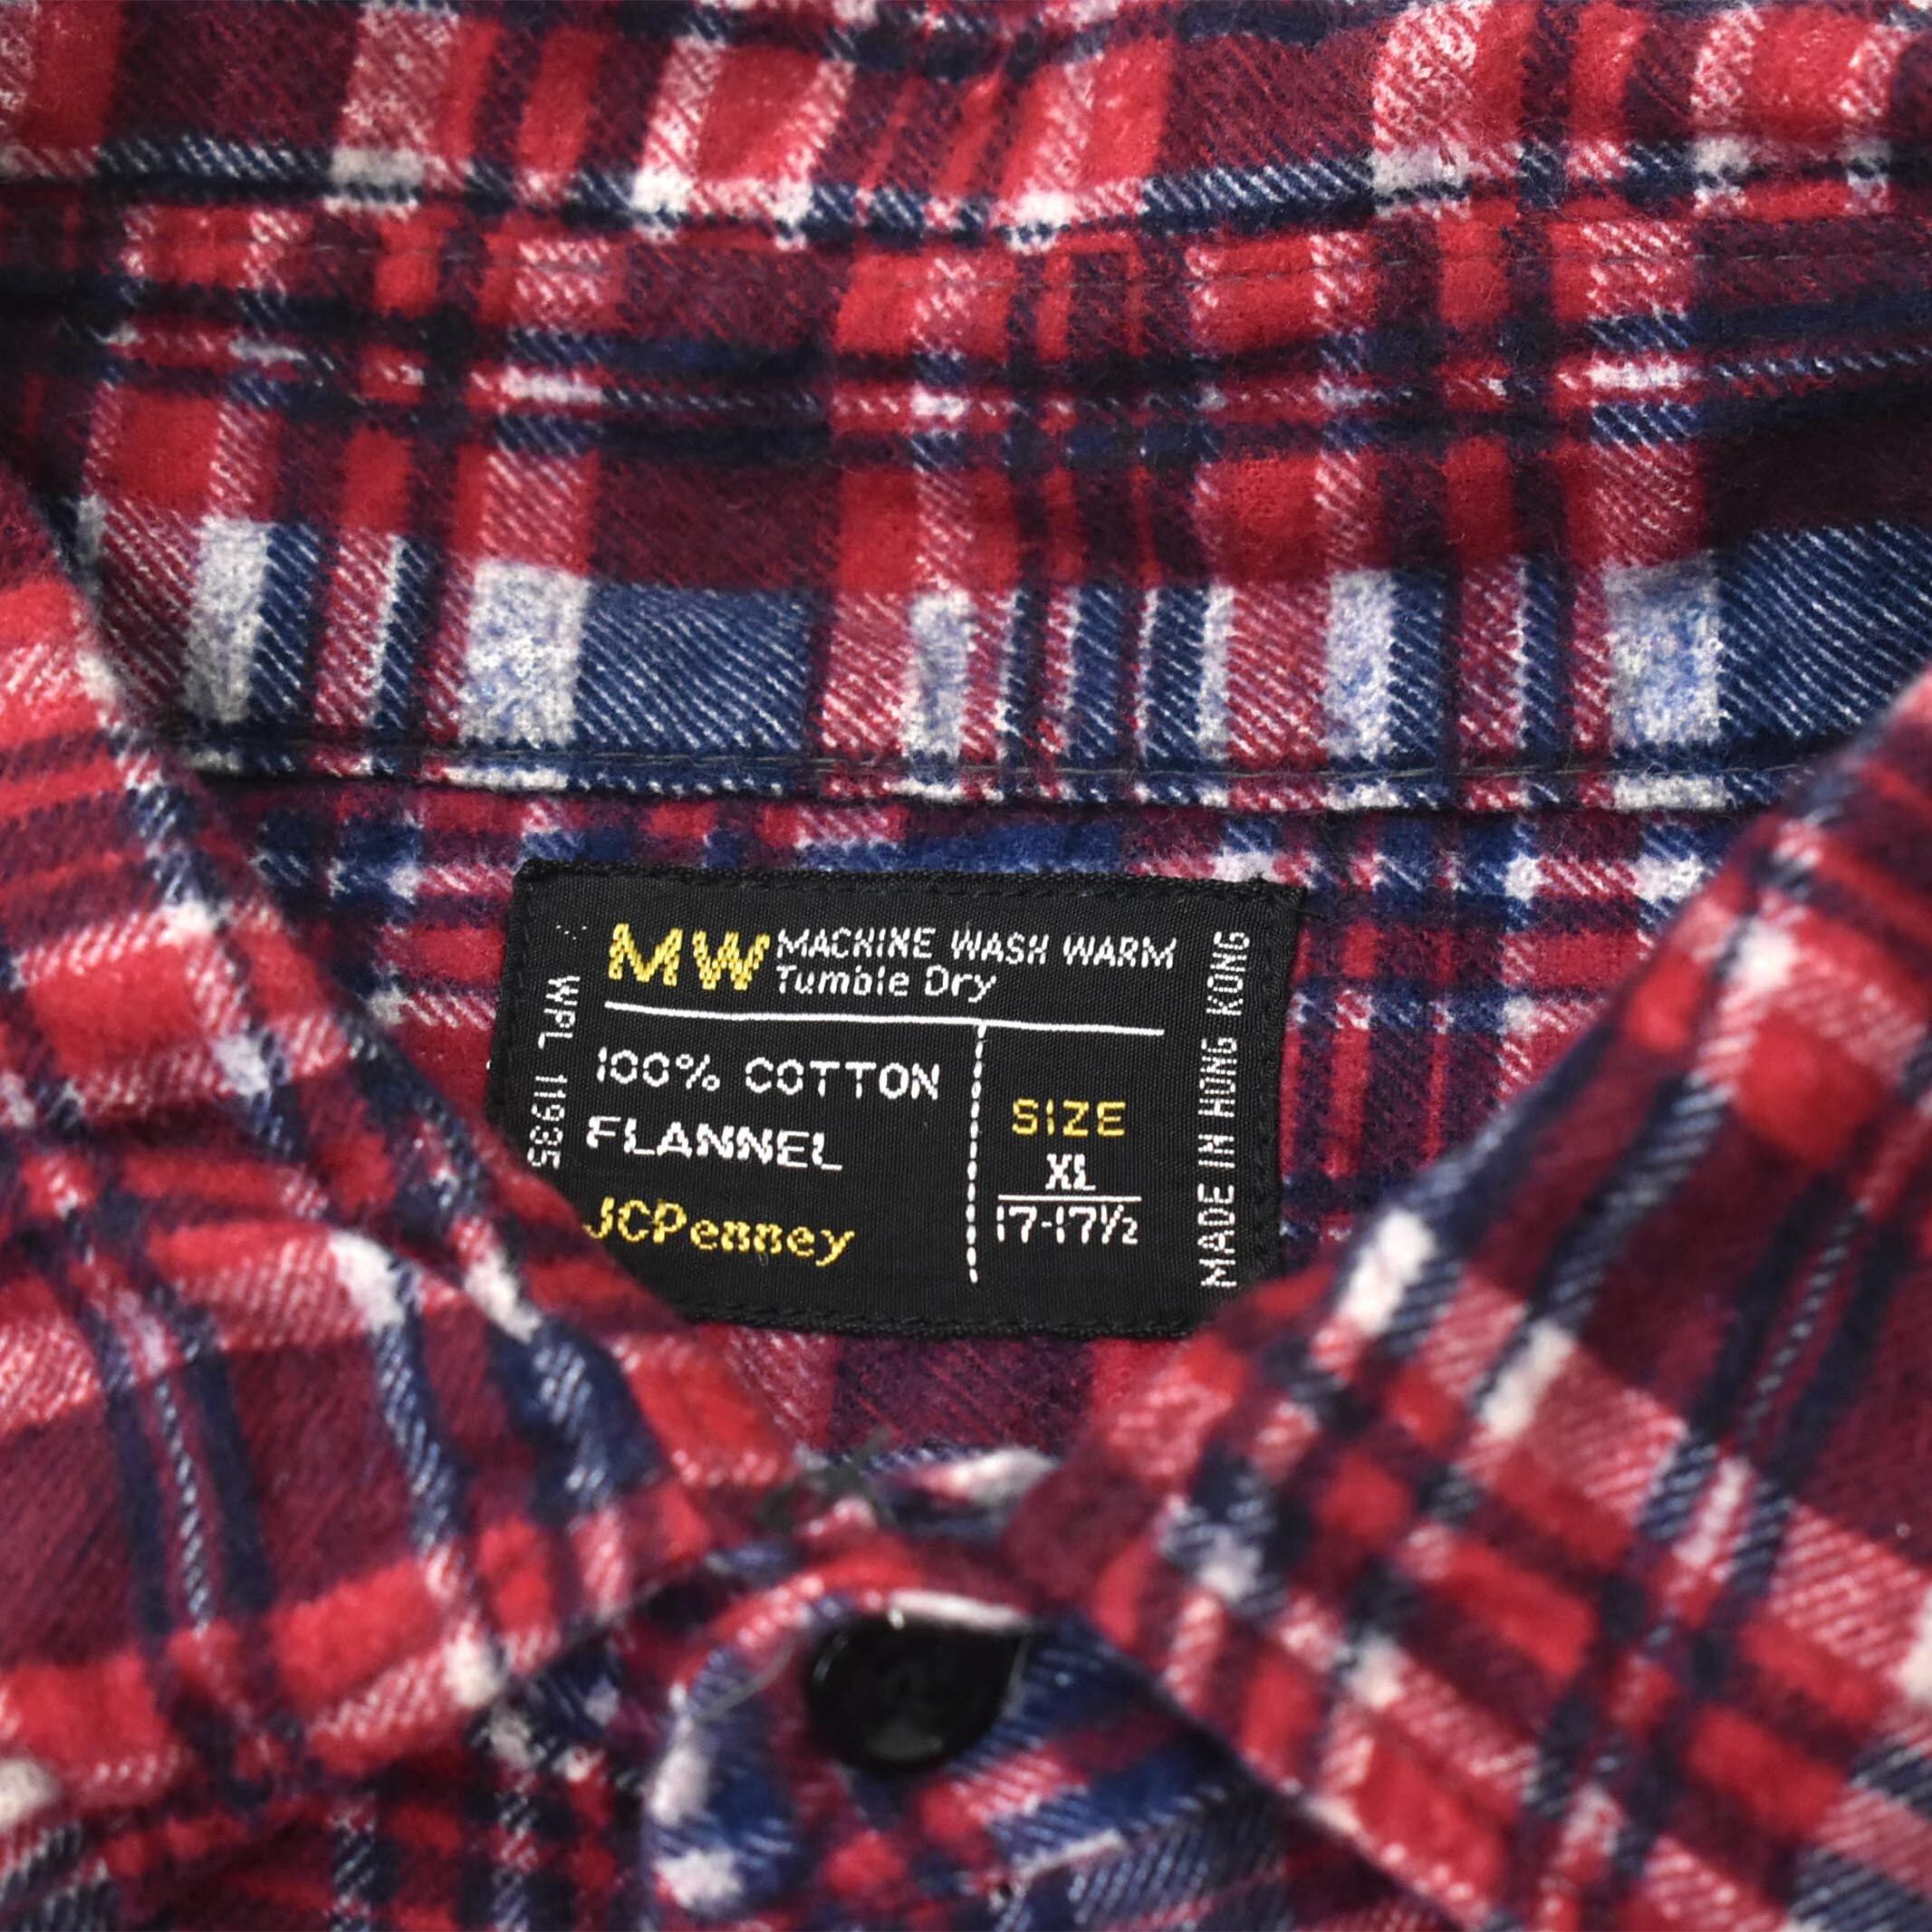 MW MACHINE WASH WARM
Tumble Dry
WPL 11935
100% COTTON
FLANNEL
JCPenney
SIZE
XL
17-17½
MADE IN HONG KONG